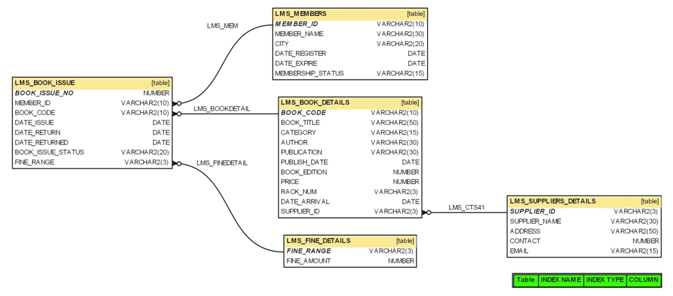 LMS_MEMBERS [table]
MEMBER_ID VARCHAR2(10)
MEMBER_NAME VARCHAR2(30)
CITY VARCHAR2(20)
DATE_REGISTER DATE
DATE_EXPIRE DATE
MEMBERSHIP_STATUS VARCHAR2(15)
LMS_MEM
LMS_BOOK_ISSUE [table]
BOOK_ISSUE_NO NUMBER
MEMBER_ID VARCHAR2(10)
BOOK_CODE VARCHAR2(10)
DATE_ISSUE DATE
DATE_RETURN DATE
DATE_RETURNED DATE
BOOK_ISSUE_STATUS VARCHAR2(20)
FINE_RANGE VARCHAR2(3)
LMS_BOOKDETAIL
LMS_FINEDETAIL
LMS_BOOK_DETAILS [table]
BOOK_CODE VARCHAR2(10)
BOOK_TITLE VARCHAR2(50)
CATEGORY VARCHAR2(15)
AUTHOR VARCHAR2(30)
PUBLICATION VARCHAR2(30)
PUBLISH_DATE DATE
BOOK_EDITION NUMBER
PRICE NUMBER
RACK_NUM VARCHAR2(3)
DATE_ARRIVAL DATE
SUPPLIER_ID VARCHAR2(3)
LMS_CTS41
LMS_SUPPLIERS_DETAILS [table]
SUPPLIER_ID VARCHAR2(3)
SUPPLIER_NAME VARCHAR2(30)
ADDRESS VARCHAR2(50)
CONTACT NUMBER
EMAIL VARCHAR2(15)
LMS_FINE_DETAILS [table]
FINE_RANGE VARCHAR2(3)
FINE_AMOUNT NUMBER
Table INDEX NAME INDEX TYPE COLUMN